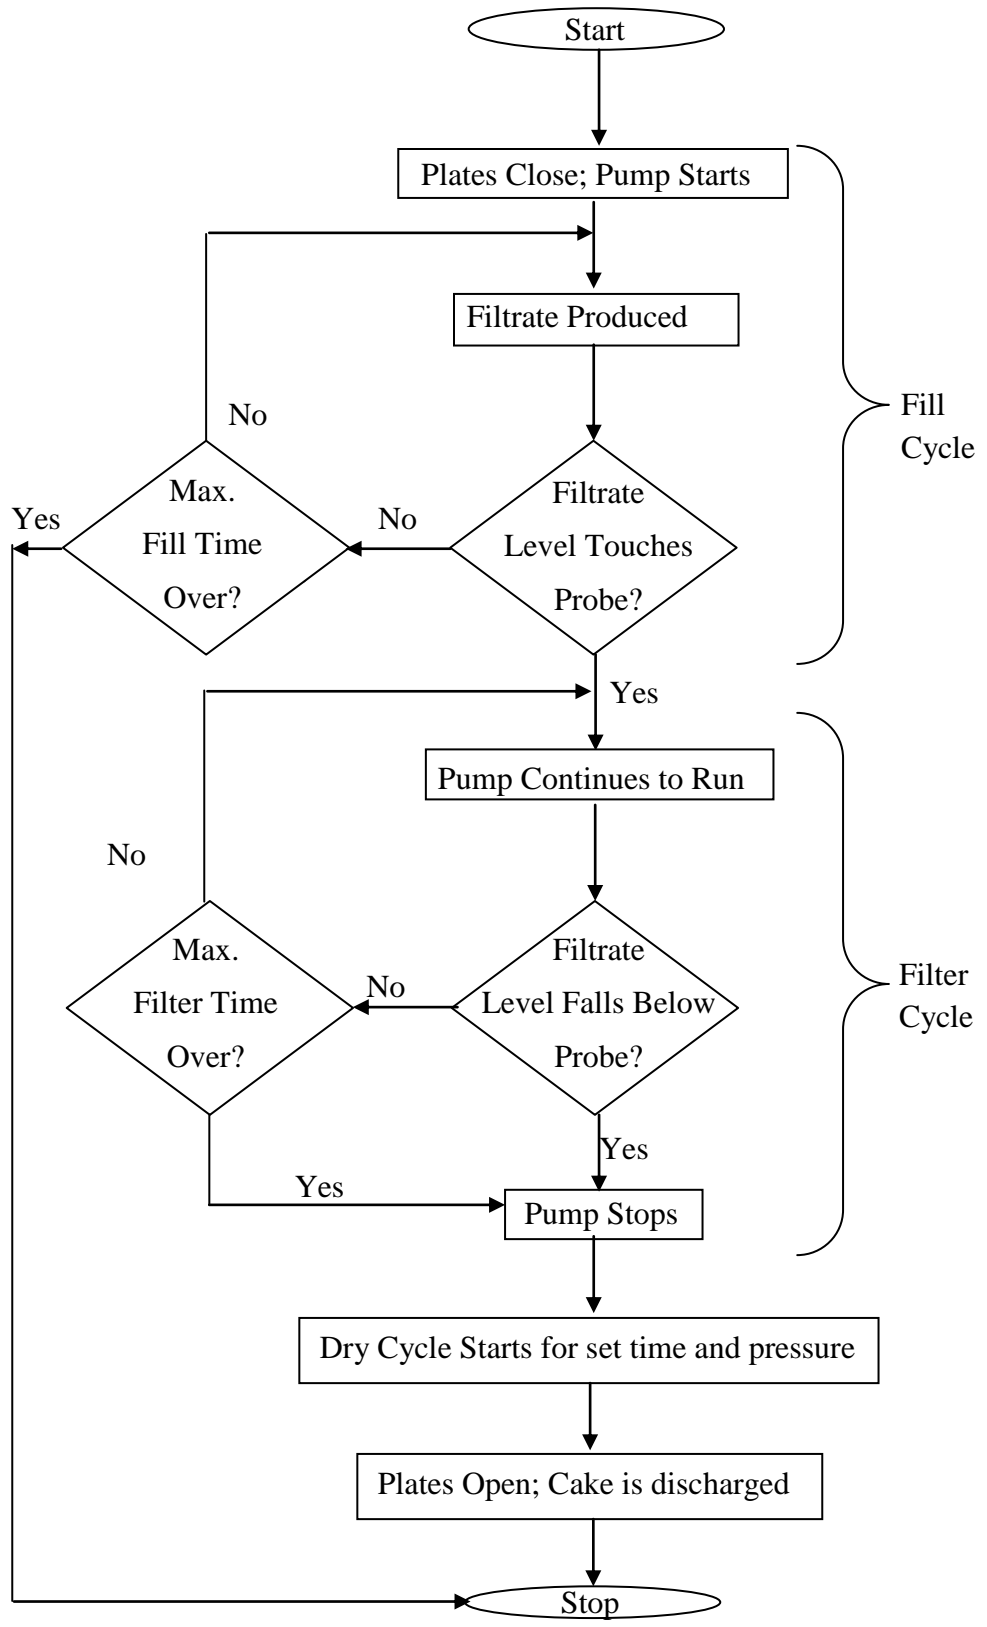 Start
Plates Close; Pump Starts
Filtrate Produced
No
Fill
Cycle
Max.
Fill Time
Over?
Yes
No
Filtrate
Level Touches
Probe?
Yes
Pump Continues to Run
No
Max.
Filter Time
Over?
No
Filtrate
Level Falls Below
Probe?
Filter
Cycle
Yes
Yes
Pump Stops
Dry Cycle Starts for set time and pressure
Plates Open; Cake is discharged
Stop